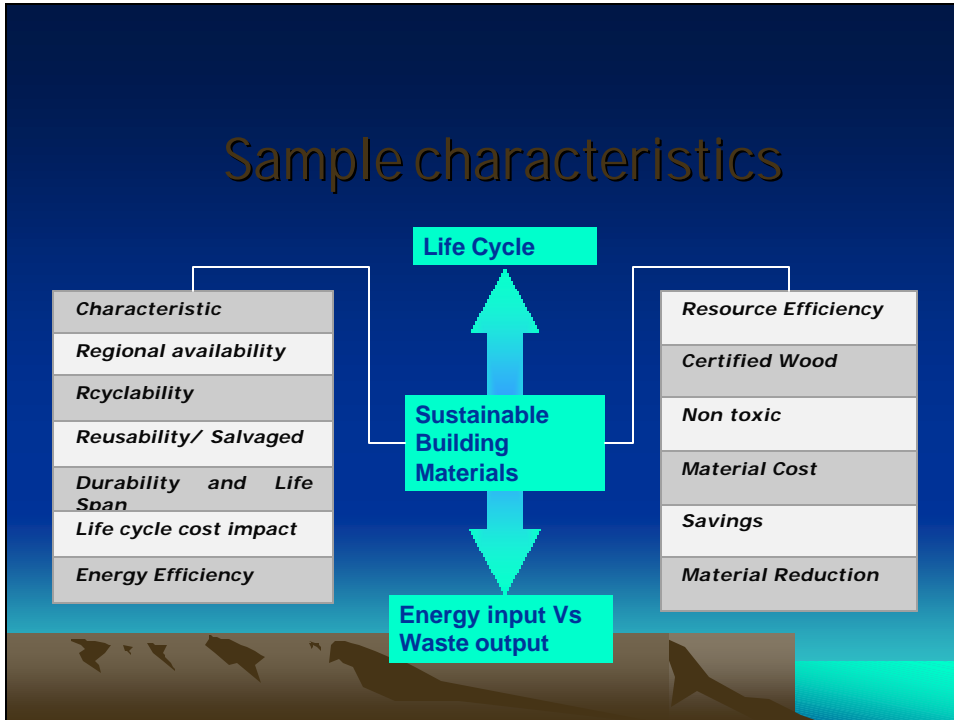 Sample characteristics
Life Cycle
Characteristic
Regional availability
Rcyclability
Reusability/ Salvaged
Durability and Life
Span
Life cycle cost impact
Energy Efficiency
Sustainable
Building
Materials
Resource Efficiency
Certified Wood
Non toxic
Material Cost
Savings
Material Reduction
Energy input Vs
Waste output